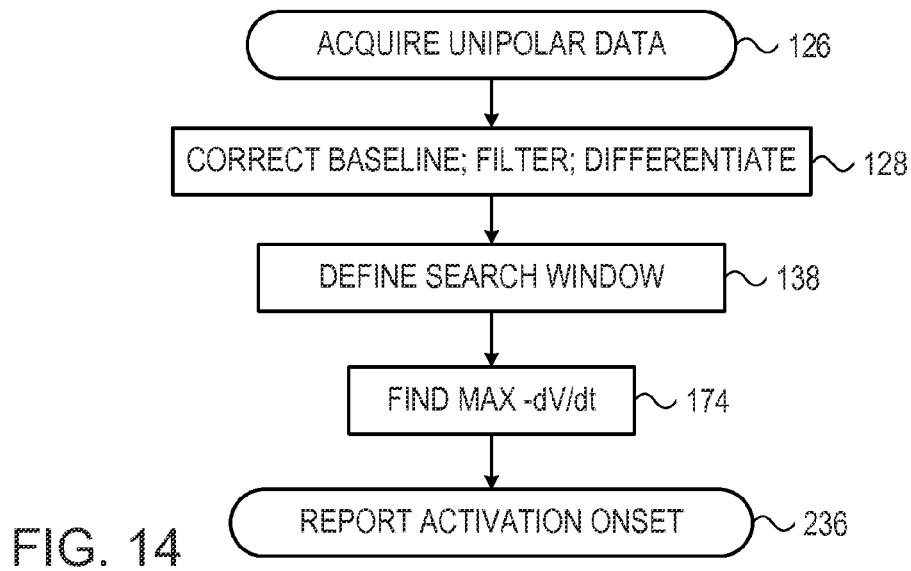 ACQUIRE UNIPOLAR DATA 126
CORRECT BASELINE; FILTER; DIFFERENTIATE 128
DEFINE SEARCH WINDOW 138
FIND MAX -dV/dt 174
REPORT ACTIVATION ONSET 236
FIG. 14